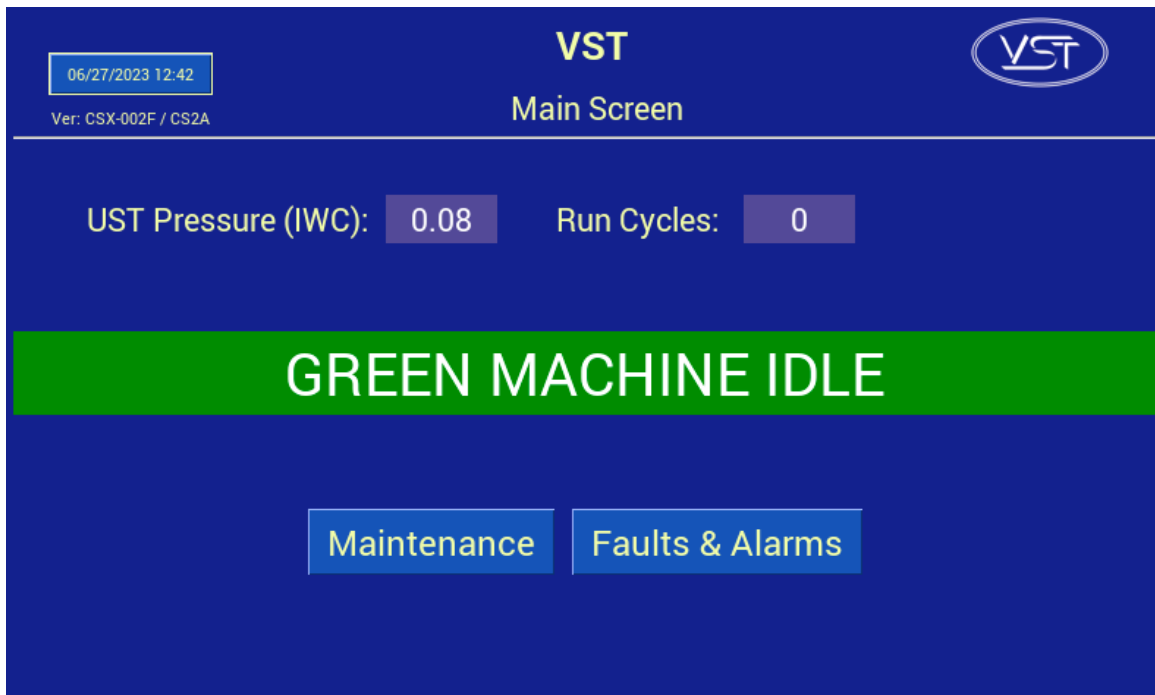 VST
VST
06/27/2023 12:42
Main Screen
Ver: CSX-002F / CS2A
UST Pressure (IWC): 0.08 Run Cycles: 0
GREEN MACHINE IDLE
Maintenance Faults & Alarms